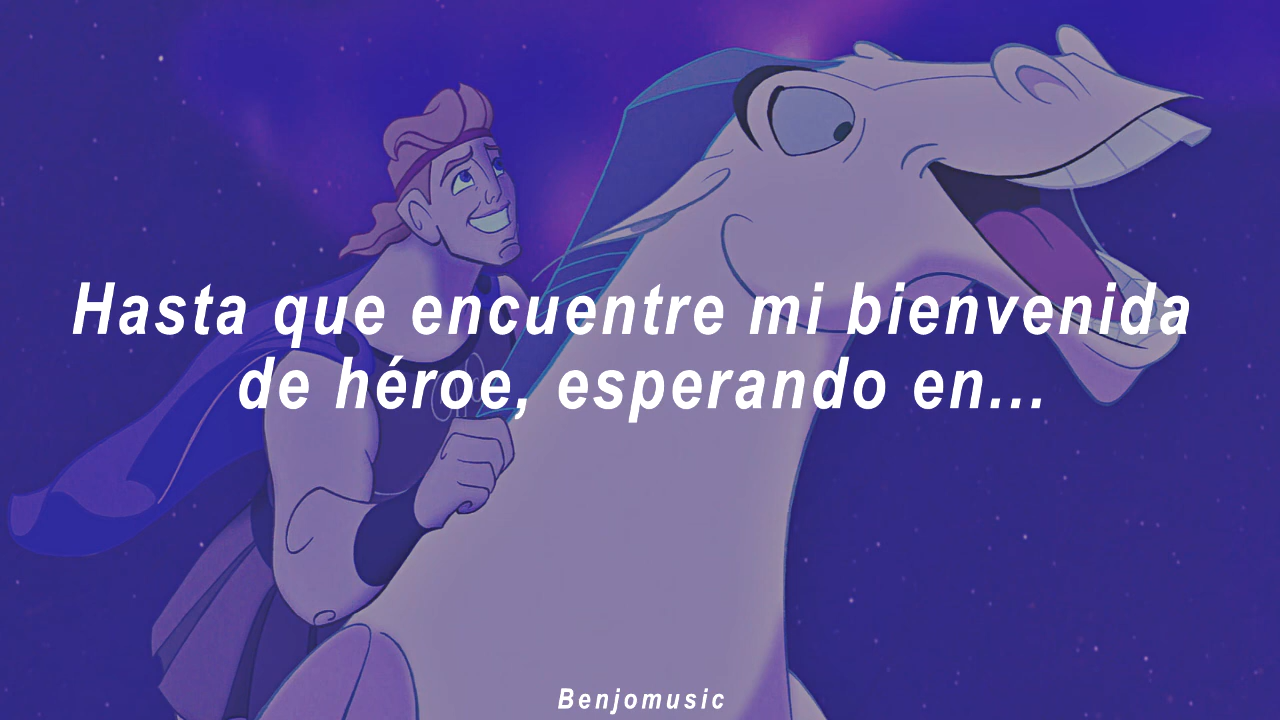 Hasta que encuentre mi bienvenida
de héroe, esperando en...
Benjomusic